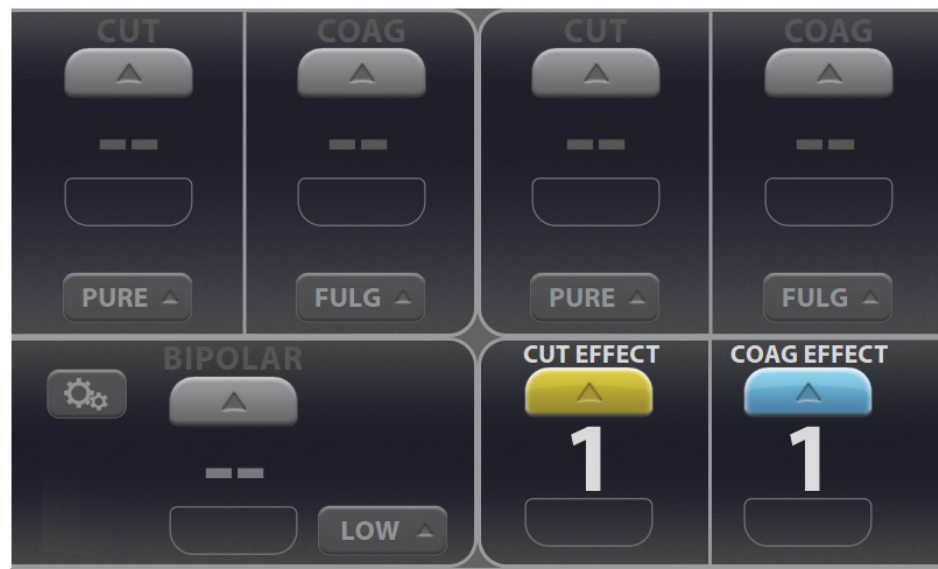 CUT
COAG
CUT
COAG
-- 
--
--
--
PURE
FULG
PURE
FULG
BIPOLAR
CUT EFFECT
COAG EFFECT
--
1
1
LOW